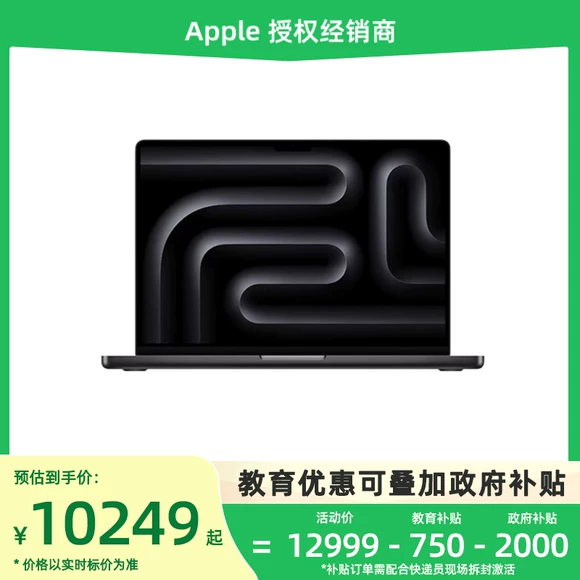 Apple 授权经销商
预估到手价:
¥10249起
*价格以实时标价为准
教育优惠可叠加政府补贴
活动价 教育补贴 政府补贴
= 12999 - 750 - 2000
*补贴订单需配合快递员现场拆封激活